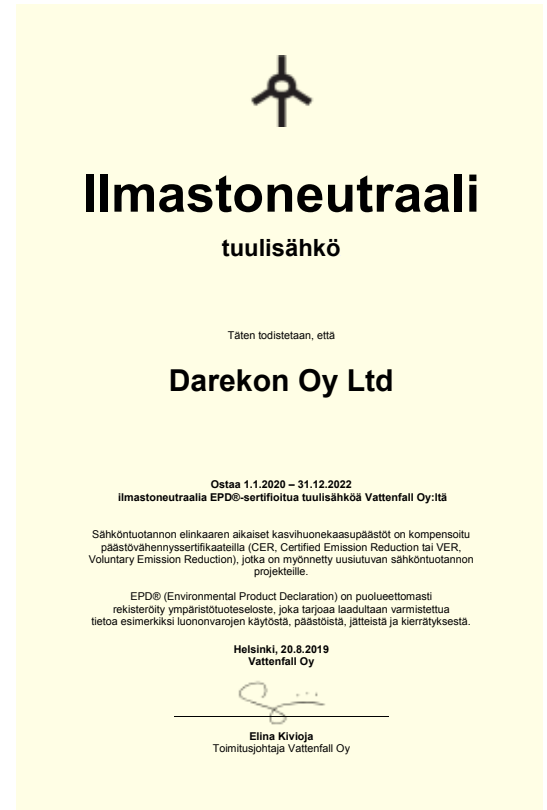 Ilmastoneutraali
tuulisähkö
Täten todistetaan, että
Darekon Oy Ltd
Ostaa 1.1.2020 – 31.12.2022
ilmastoneutraalia EPD®-sertifioitua tuulisähköä Vattenfall Oy:ltä
Sähköntuotannon elinkaaren aikaiset kasvihuonekaasupäästöt on kompensoitu
päästövähennyssertifikaateilla (CER, Certified Emission Reduction tai VER,
Voluntary Emission Reduction), jotka on myönnetty uusiutuvan sähköntuotannon
projekteille.
EPD® (Environmental Product Declaration) on puolueettomasti
rekisteröity ympäristötuoteseloste, joka tarjoaa laadultaan varmistettua
tietoa esimerkiksi luononvarojen käytöstä, päästöistä, jätteistä ja kierrätyksestä.
Helsinki, 20.8.2019
Vattenfall Oy
Elina Kivioja
Toimitusjohtaja Vattenfall Oy